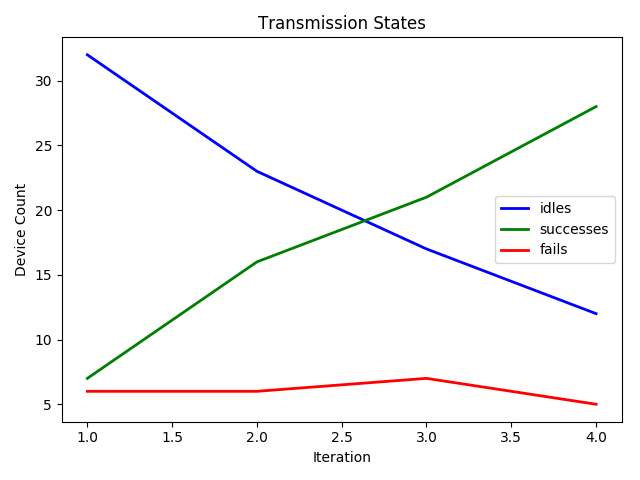 Transmission States
Device Count
30
25
20
15
10
5
idles
successes
fails
1.0 1.5 2.0 2.5 3.0 3.5 4.0
Iteration